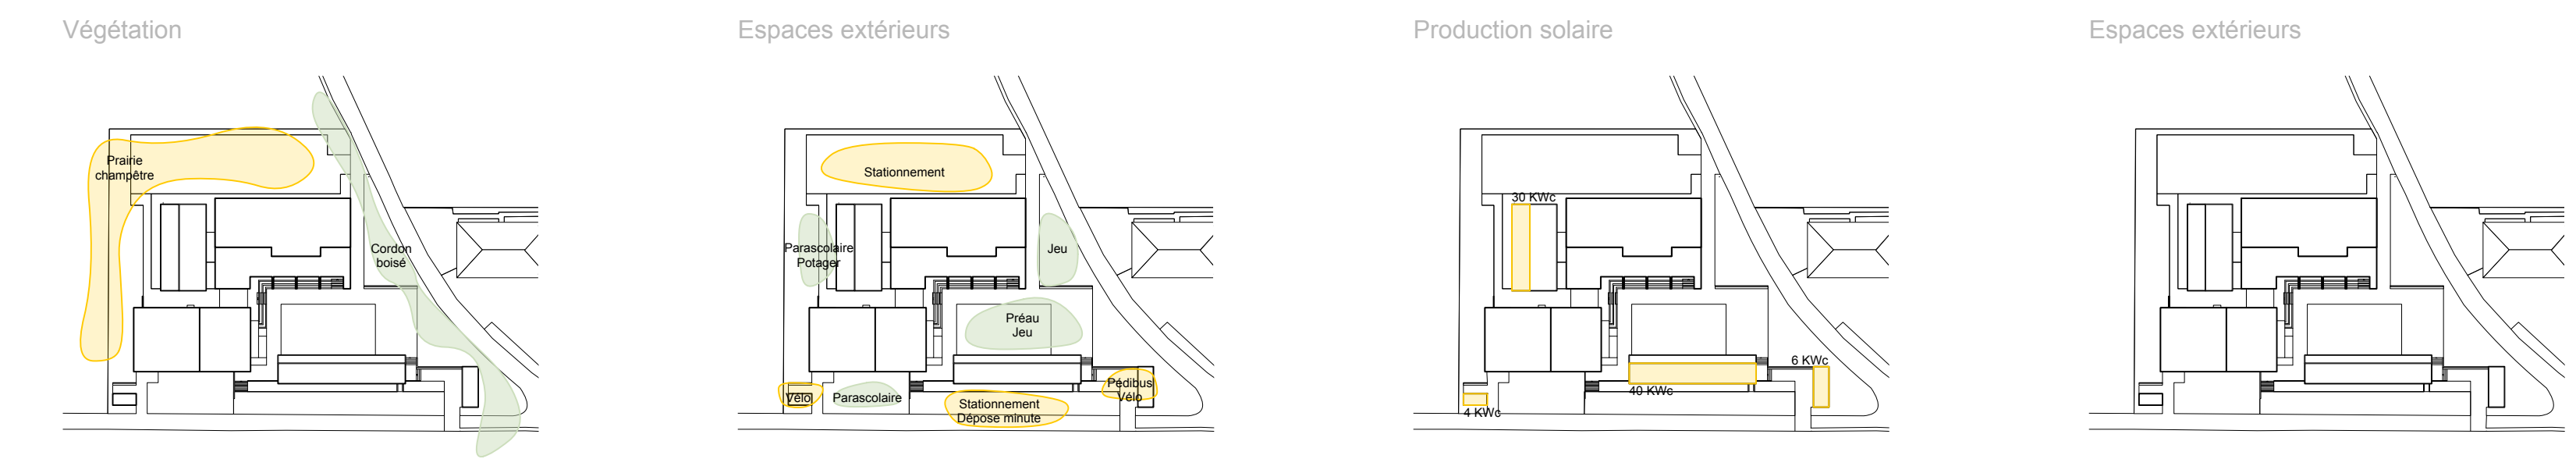 Végétation
Prairie
champêtre
Cordon
boisé
Espaces extérieurs
Stationnement
Parascolaire
Potager
Jeu
Préau
Jeu
Pédibus
Vélo
Vélo
Parascolaire
Stationnement
Dépose minute
Production solaire
30 KWc
6 KWc
40 KWc
4 KWc
Espaces extérieurs